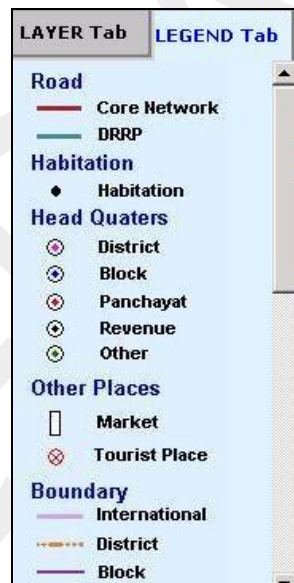 LAYER Tab LEGEND Tab
Road
Core Network
DRRP
Habitation
Habitation
Head Quaters
District
Block
Panchayat
Revenue
Other
Other Places
Market
Tourist Place
Boundary
International
District
Block